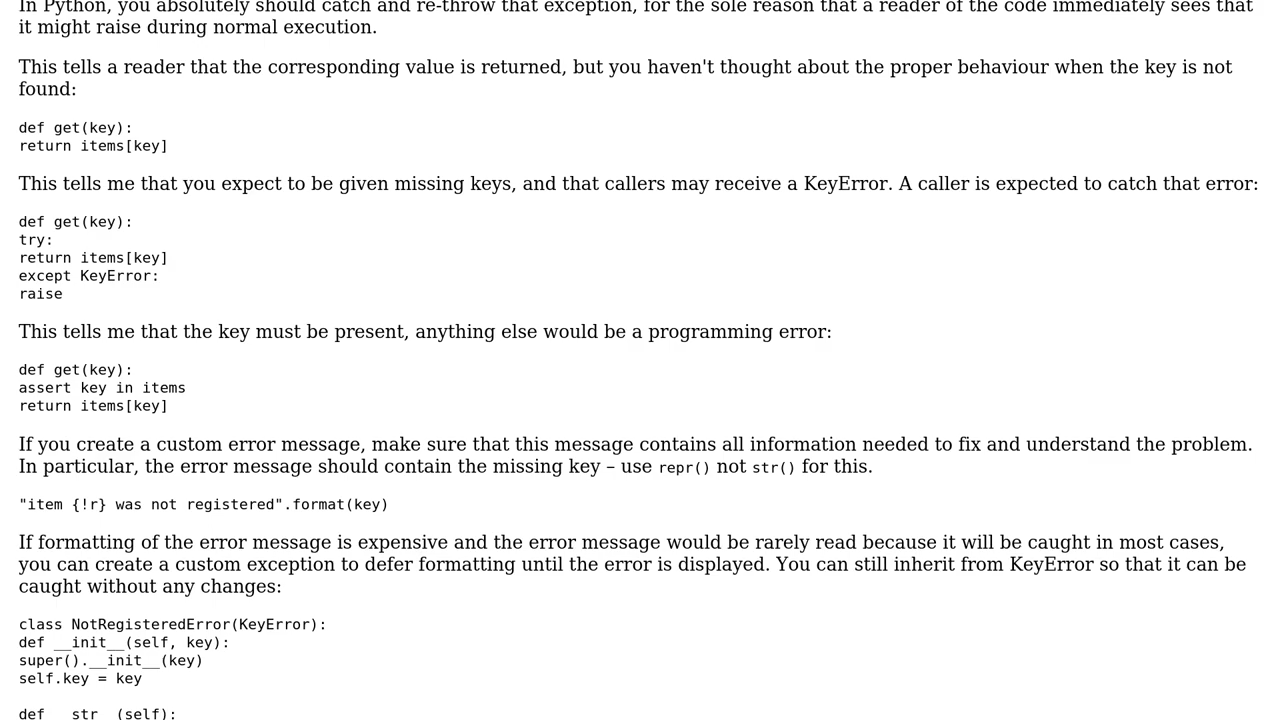 In Python, you absolutely should catch and re-throw that exception, for the sole reason that a reader of the code immediately sees that
it might raise during normal execution.
This tells a reader that the corresponding value is returned, but you haven't thought about the proper behaviour when the key is not
found:
def get(key):
return items[key]
This tells me that you expect to be given missing keys, and that callers may receive a KeyError. A caller is expected to catch that error:
def get(key):
try:
return items[key]
except KeyError:
raise
This tells me that the key must be present, anything else would be a programming error:
def get(key):
assert key in items
return items[key]
If you create a custom error message, make sure that this message contains all information needed to fix and understand the problem.
In particular, the error message should contain the missing key – use repr() not str() for this.
"item {!r} was not registered".format(key)
If formatting of the error message is expensive and the error message would be rarely read because it will be caught in most cases,
you can create a custom exception to defer formatting until the error is displayed. You can still inherit from KeyError so that it can be
caught without any changes:
class NotRegisteredError(KeyError):
def __init__(self, key):
super().__init__(key)
self.key = key
def __str__(self):